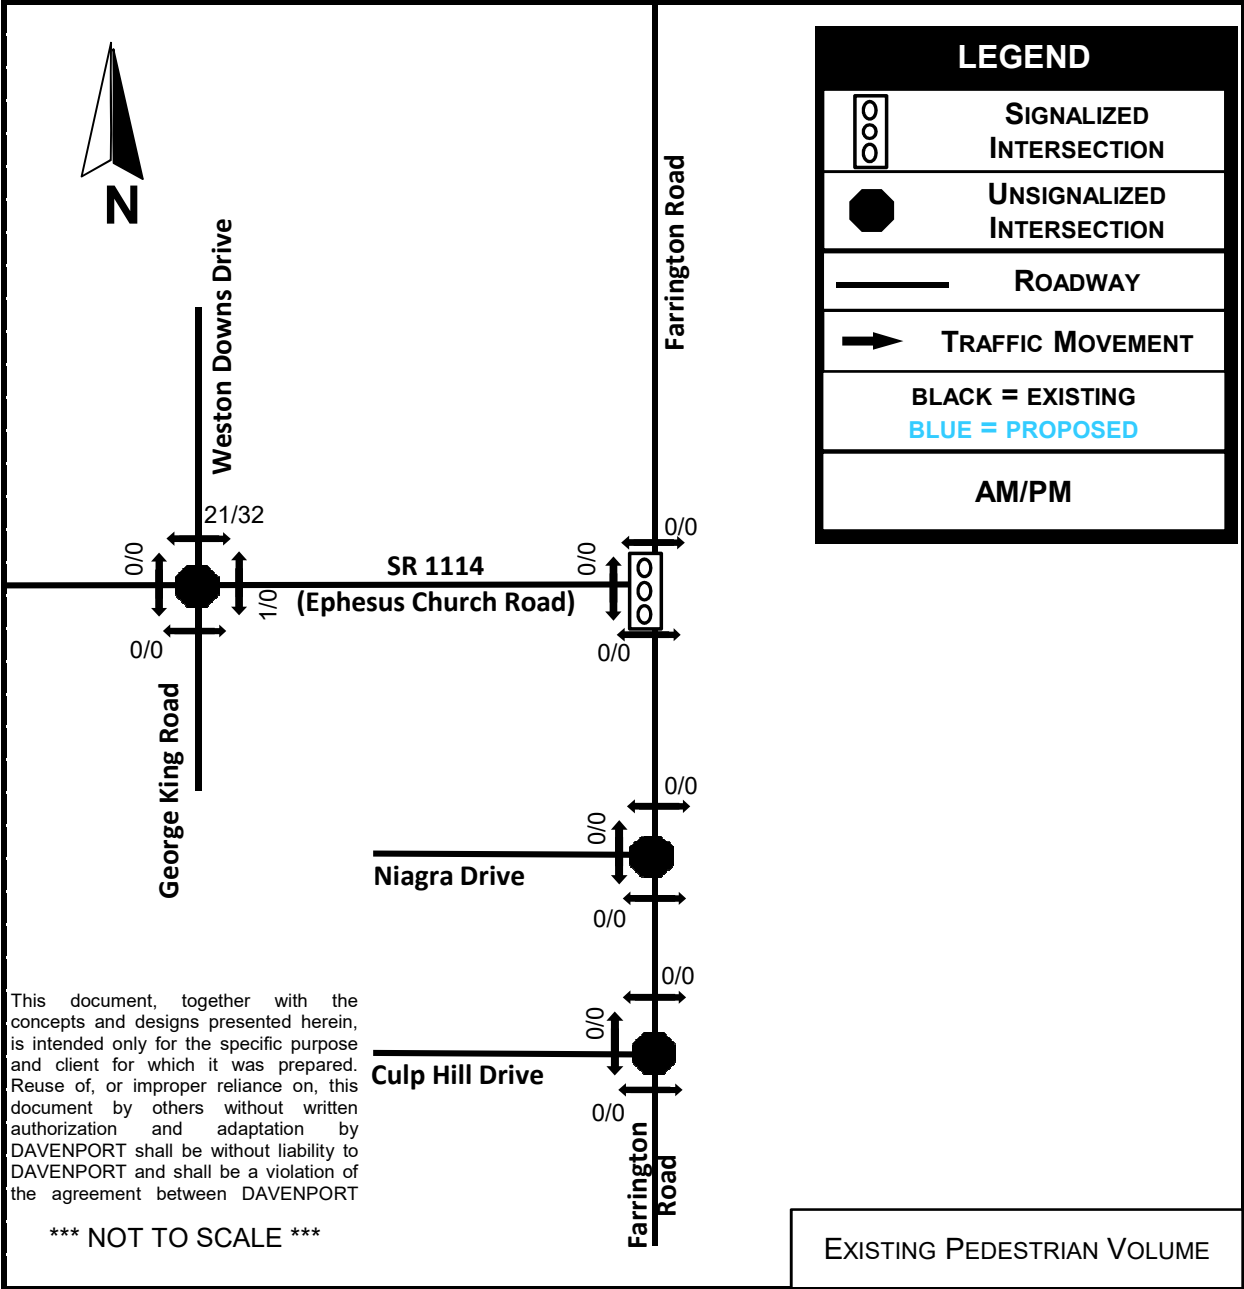 LEGEND
SIGNALIZED
INTERSECTION
UNSIGNALIZED
INTERSECTION
ROADWAY
TRAFFIC MOVEMENT
BLACK = EXISTING
BLUE = PROPOSED
AM/PM
N
Weston Downs Drive
Farrington Road
21/32
0/0
1/0
0/0
SR 1114
(Ephesus Church Road)
0/0
0/0
0/0
George King Road
0/0
0/0
Niagra Drive
0/0
0/0
0/0
Culp Hill Drive
0/0
Farrington
Road
This document, together with the
concepts and designs presented herein,
is intended only for the specific purpose
and client for which it was prepared.
Reuse of, or improper reliance on, this
document by others without written
authorization and adaptation by
DAVENPORT shall be without liability to
DAVENPORT and shall be a violation of
the agreement between DAVENPORT
*** NOT TO SCALE ***
EXISTING PEDESTRIAN VOLUME